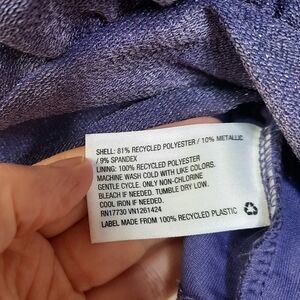 SHELL: 81% RECYCLED POLYESTER / 10% METALLIC
/ 9% SPANDEX
LINING: 100% RECYCLED POLYESTER
MACHINE WASH COLD WITH LIKE COLORS.
GENTLE CYCLE. ONLY NON-CHLORINE
BLEACH IF NEEDED. TUMBLE DRY LOW.
COOL IRON IF NEEDED.
RN17730 VN1261424
LABEL MADE FROM 100% RECYCLED PLASTIC